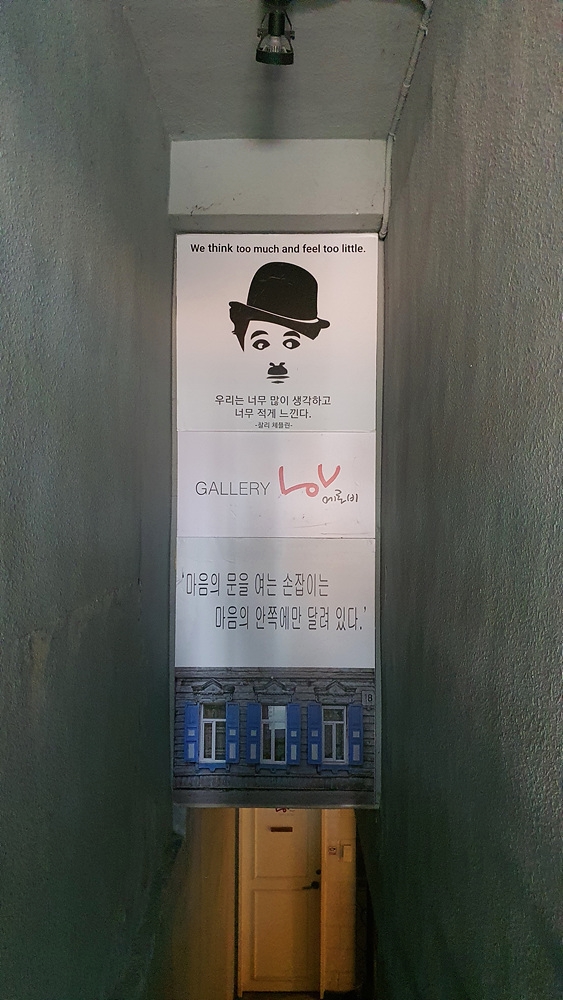 We think too much and feel too little.
우리는 너무 많이 생각하고
너무 적게 느낀다.
-찰리 채플린-
GALLERY LOV
에로비
'마음의 문을 여는 손잡이는
마음의 안쪽에만 달려 있다.'
18